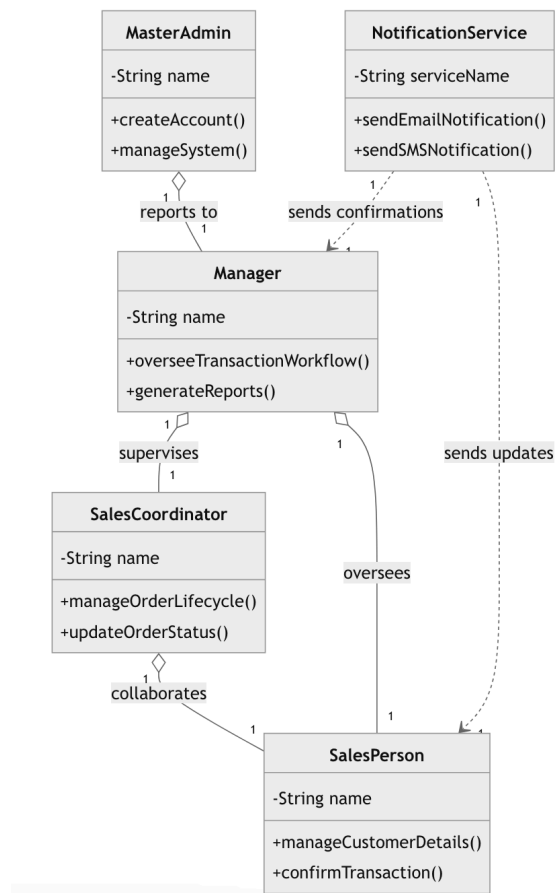 MasterAdmin
-String name
+createAccount()
+manageSystem()
NotificationService
-String serviceName
+sendEmailNotification()
+sendSMSNotification()
1
reports to
1
1
sends confirmations
1
1
Manager
-String name
+overseeTransactionWorkflow()
+generateReports()
1
supervises
1
1
sends updates
SalesCoordinator
-String name
+manageOrderLifecycle()
+updateOrderStatus()
oversees
1
collaborates
1
1
1
SalesPerson
-String name
+manageCustomerDetails()
+confirmTransaction()